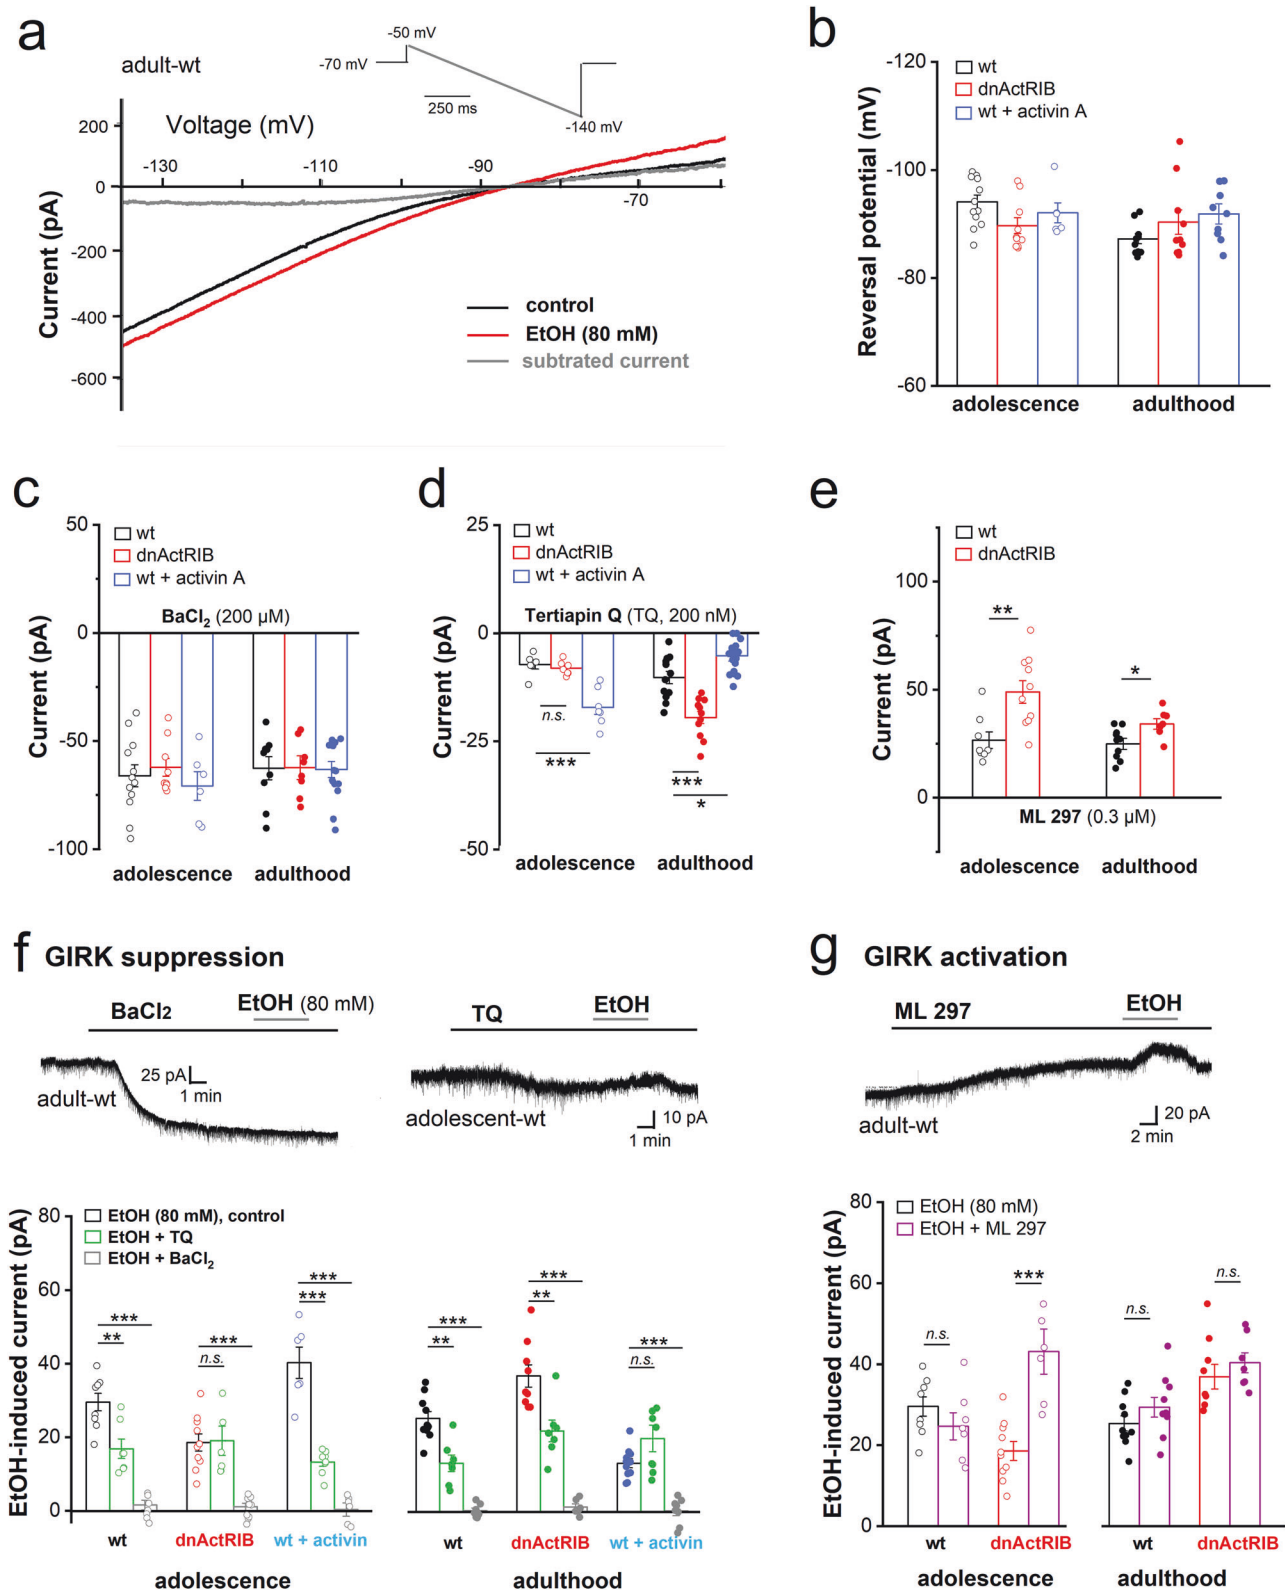 a
adult-wt
-50 mV
-70 mV
250 ms
-140 mV
Voltage (mV)
Current (pA)
200
0
-200
-400
-600
-130
-110
-90
-70
control
EtOH (80 mM)
subtrated current
b
Reversal potential (mV)
-120
-100
-80
-60
wt
dnActRIB
wt + activin A
adolescence
adulthood
c
Current (pA)
50
0
-50
-100
wt
dnActRIB
wt + activin A
BaCl2 (200 µM)
adolescence
adulthood
d
Current (pA)
25
0
-25
-50
wt
dnActRIB
wt + activin A
Tertiapin Q (TQ, 200 nM)
n.s.
***
***
*
adolescence
adulthood
e
Current (pA)
100
50
0
wt
dnActRIB
**
*
ML 297 (0.3 µM)
adolescence
adulthood
f GIRK suppression
BaCl2
EtOH (80 mM)
25 pA
1 min
adult-wt
TQ
EtOH
adolescent-wt
10 pA
1 min
EtOH-induced current (pA)
80
60
40
20
0
EtOH (80 mM), control
EtOH + TQ
EtOH + BaCl2
***
**
***
n.s.
***
***
***
**
***
**
***
n.s.
wt
dnActRIB
wt + activin
wt
dnActRIB
wt + activin
adolescence
adulthood
g GIRK activation
ML 297
EtOH
adult-wt
20 pA
2 min
EtOH-induced current (pA)
80
60
40
20
0
EtOH (80 mM)
EtOH + ML 297
n.s.
***
n.s.
n.s.
wt
dnActRIB
wt
dnActRIB
adolescence
adulthood